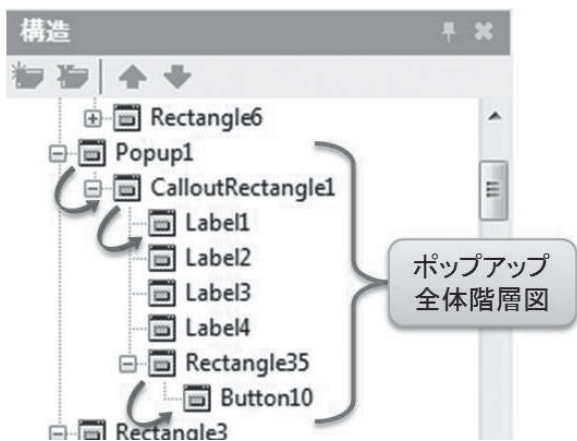 構造
Rectangle6
Popup1
CalloutRectangle1
Label1
Label2
Label3
Label4
Rectangle35
Button10
Rectangle3
ポップアップ
全体階層図